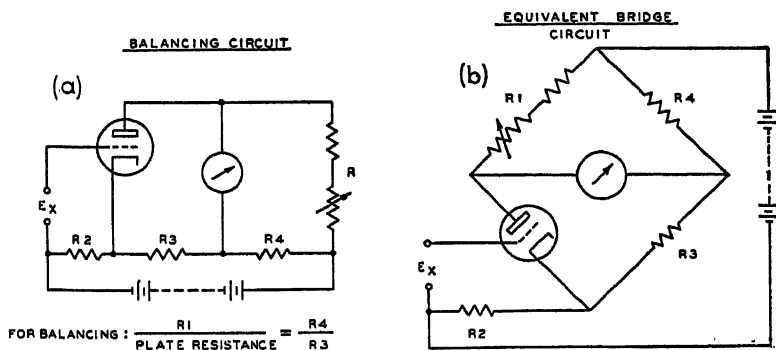 BALANCING CIRCUIT
(a)
R
EX
R2
R3
R4
FOR BALANCING: R1 / PLATE RESISTANCE = R4 / R3
EQUIVALENT BRIDGE
CIRCUIT
(b)
R1
R4
R3
EX
R2